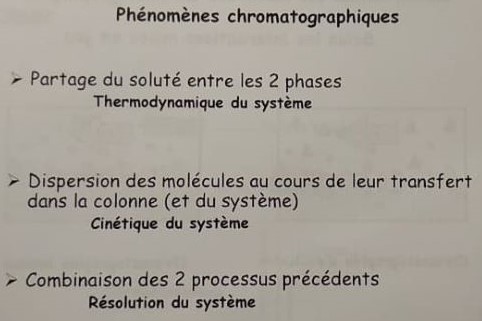 Phénomènes chromatographiques
➢ Partage du soluté entre les 2 phases
Thermodynamique du système
➢ Dispersion des molécules au cours de leur transfert
dans la colonne (et du système)
Cinétique du système
➢ Combinaison des 2 processus précédents
Résolution du système